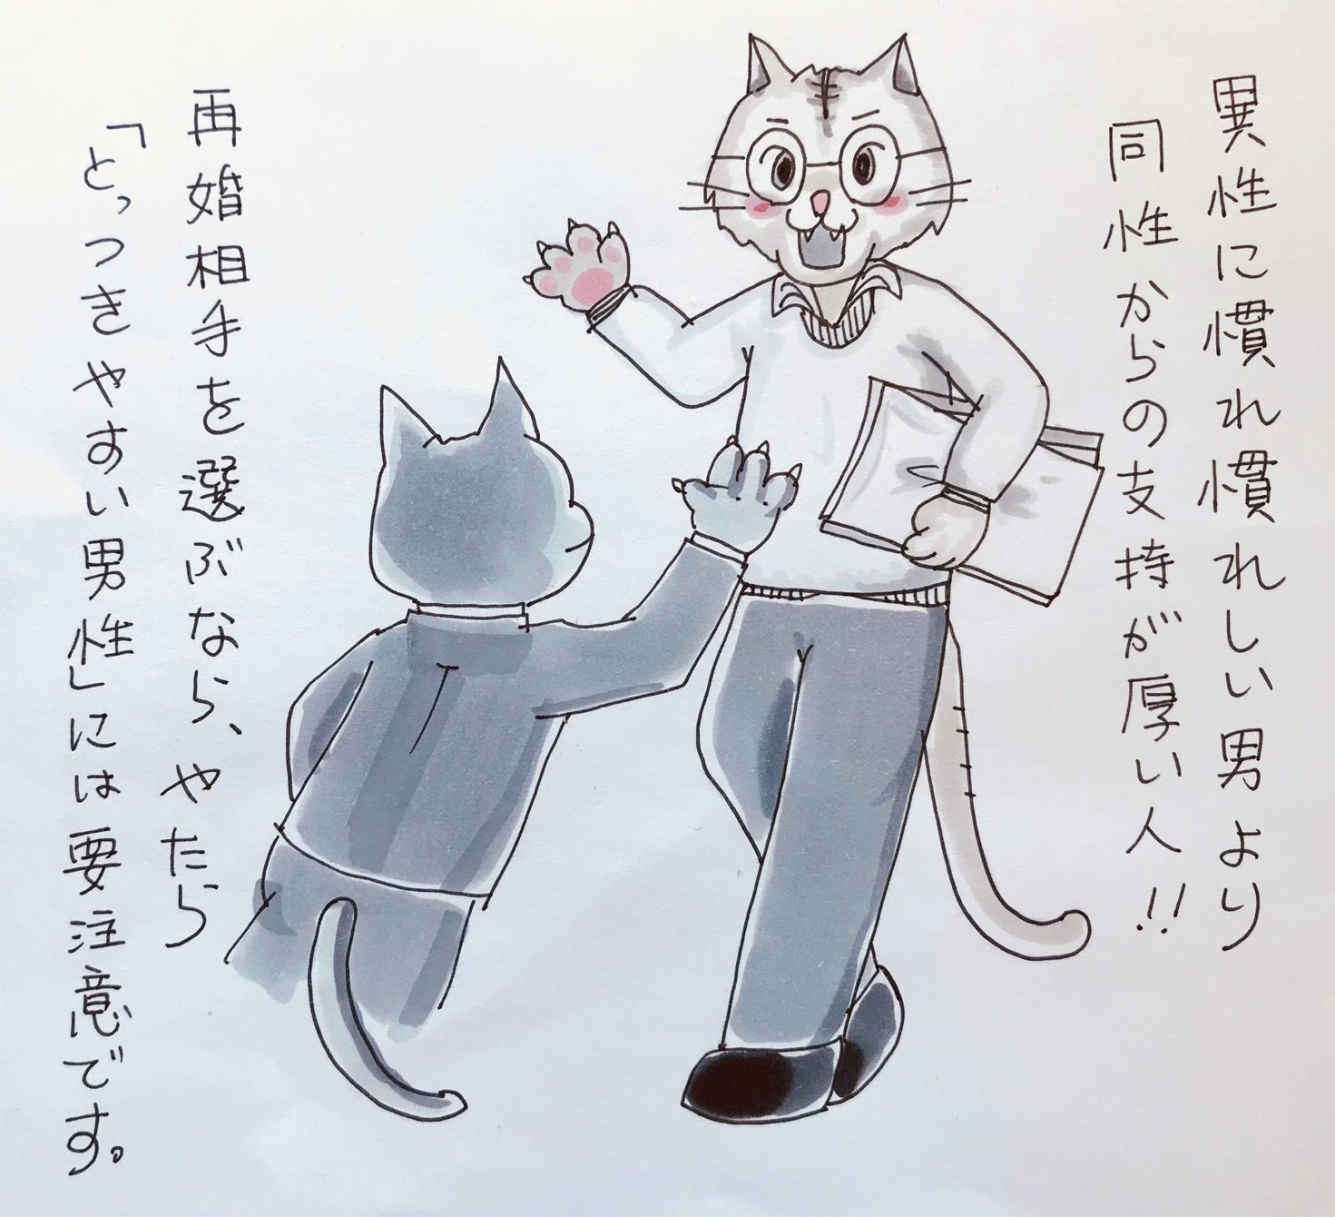 異性に慣れ慣れしい男より
同性からの支持が厚い人!!
再婚相手を選ぶなら、やたら
「とっつきやすい男性」には要注意です。